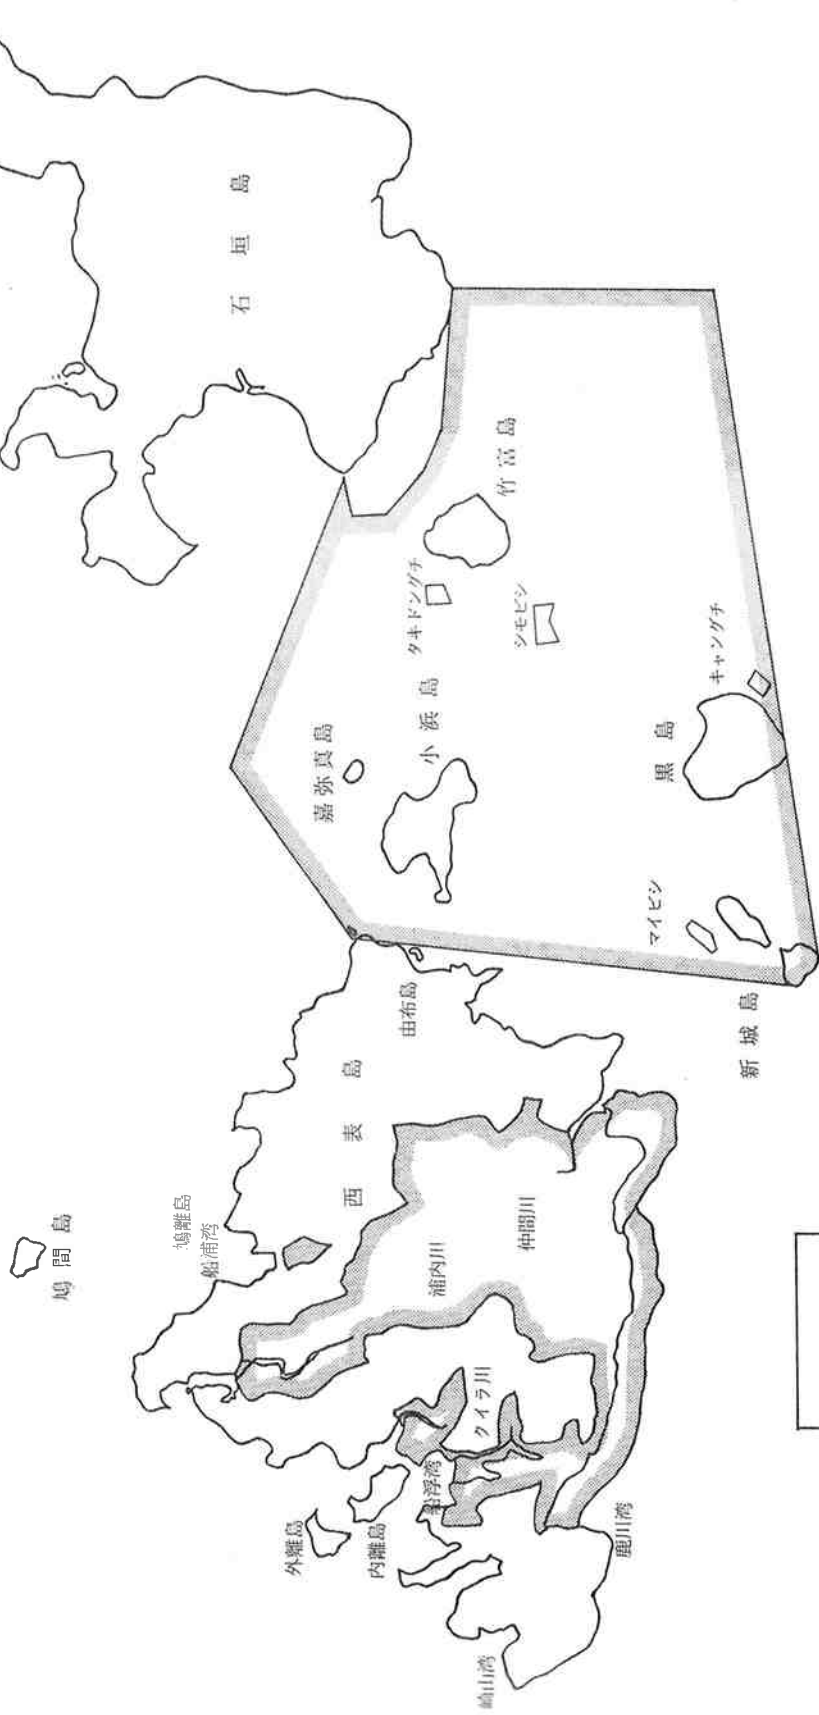 石垣島
竹富島
タキドングチ
シモビシ
キャングチ
小浜島
嘉弥真島
黒島
マイビシ
新城島
由布島
西表島
鳩離島
船浦湾
鳩間島
仲間川
浦内川
クイラ川
船浮湾
鹿川湾
内離島
外離島
崎山湾